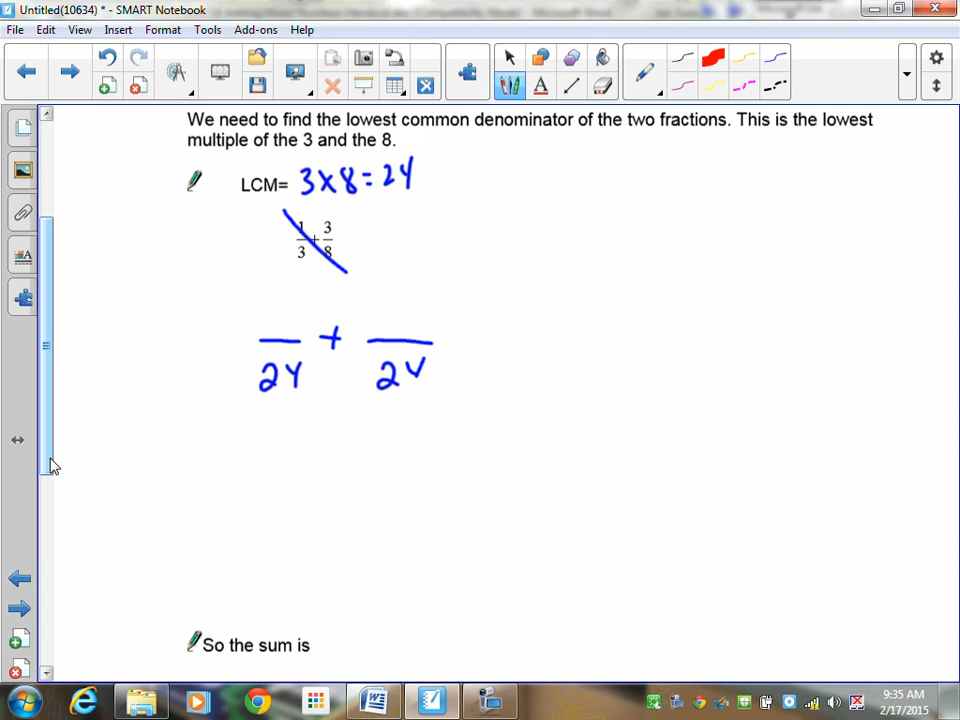 Untitled(10634) * - SMART Notebook
File Edit View Insert Format Tools Add-ons Help
We need to find the lowest common denominator of the two fractions. This is the lowest
multiple of the 3 and the 8.
LCM= 3x8=24
1 3
+
3 8
+
24 24
So the sum is
9:35 AM
2/17/2015